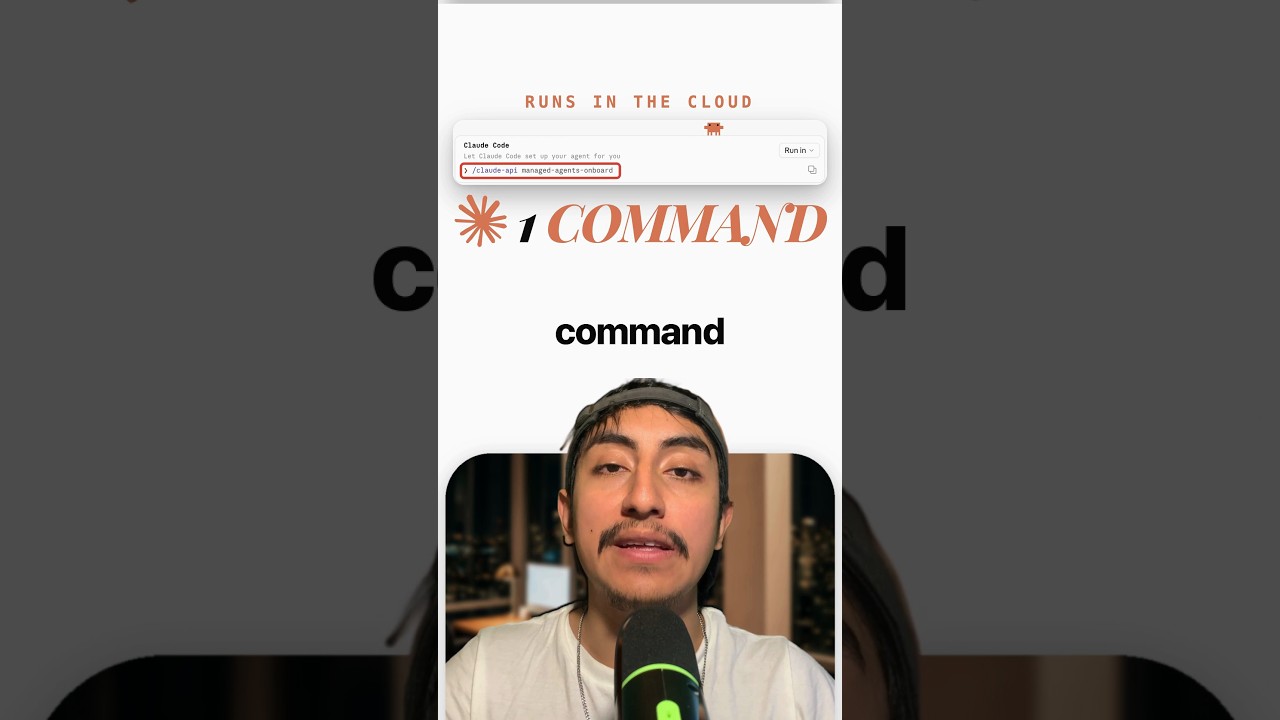 RUNS IN THE CLOUD
Claude Code
Let Claude Code set up your agent for you
Run in
❯ /claude-api managed-agents-onboard
1 COMMAND
command
c d